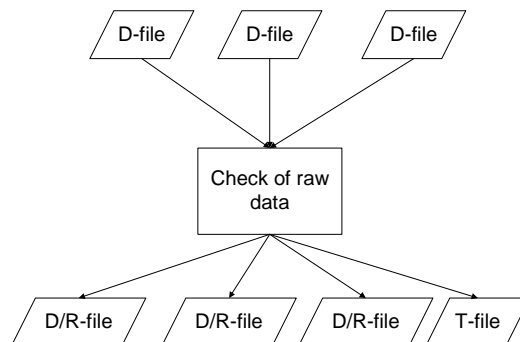 D-file
D-file
D-file
Check of raw
data
D/R-file
D/R-file
D/R-file
T-file